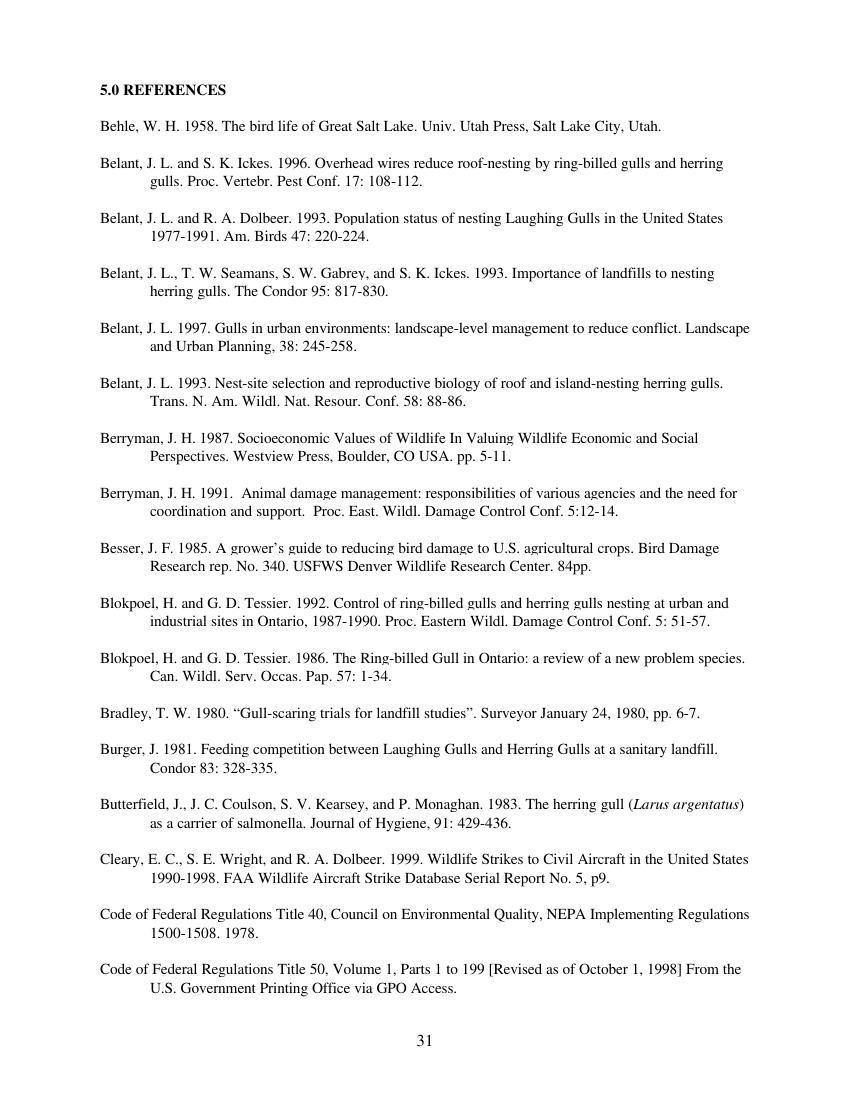 5.0 REFERENCES
Behle, W. H. 1958. The bird life of Great Salt Lake. Univ. Utah Press, Salt Lake City, Utah.
Belant, J. L. and S. K. Ickes. 1996. Overhead wires reduce roof-nesting by ring-billed gulls and herring
gulls. Proc. Vertebr. Pest Conf. 17: 108-112.
Belant, J. L. and R. A. Dolbeer. 1993. Population status of nesting Laughing Gulls in the United States
1977-1991. Am. Birds 47: 220-224.
Belant, J. L., T. W. Seamans, S. W. Gabrey, and S. K. Ickes. 1993. Importance of landfills to nesting
herring gulls. The Condor 95: 817-830.
Belant, J. L. 1997. Gulls in urban environments: landscape-level management to reduce conflict. Landscape
and Urban Planning, 38: 245-258.
Belant, J. L. 1993. Nest-site selection and reproductive biology of roof and island-nesting herring gulls.
Trans. N. Am. Wildl. Nat. Resour. Conf. 58: 88-86.
Berryman, J. H. 1987. Socioeconomic Values of Wildlife In Valuing Wildlife Economic and Social
Perspectives. Westview Press, Boulder, CO USA. pp. 5-11.
Berryman, J. H. 1991.  Animal damage management: responsibilities of various agencies and the need for
coordination and support.  Proc. East. Wildl. Damage Control Conf. 5:12-14.
Besser, J. F. 1985. A grower's guide to reducing bird damage to U.S. agricultural crops. Bird Damage
Research rep. No. 340. USFWS Denver Wildlife Research Center. 84pp.
Blokpoel, H. and G. D. Tessier. 1992. Control of ring-billed gulls and herring gulls nesting at urban and
industrial sites in Ontario, 1987-1990. Proc. Eastern Wildl. Damage Control Conf. 5: 51-57.
Blokpoel, H. and G. D. Tessier. 1986. The Ring-billed Gull in Ontario: a review of a new problem species.
Can. Wildl. Serv. Occas. Pap. 57: 1-34.
Bradley, T. W. 1980. “Gull-scaring trials for landfill studies”. Surveyor January 24, 1980, pp. 6-7.
Burger, J. 1981. Feeding competition between Laughing Gulls and Herring Gulls at a sanitary landfill.
Condor 83: 328-335.
Butterfield, J., J. C. Coulson, S. V. Kearsey, and P. Monaghan. 1983. The herring gull (Larus argentatus)
as a carrier of salmonella. Journal of Hygiene, 91: 429-436.
Cleary, E. C., S. E. Wright, and R. A. Dolbeer. 1999. Wildlife Strikes to Civil Aircraft in the United States
1990-1998. FAA Wildlife Aircraft Strike Database Serial Report No. 5, p9.
Code of Federal Regulations Title 40, Council on Environmental Quality, NEPA Implementing Regulations
1500-1508. 1978.
Code of Federal Regulations Title 50, Volume 1, Parts 1 to 199 [Revised as of October 1, 1998] From the
U.S. Government Printing Office via GPO Access.
31